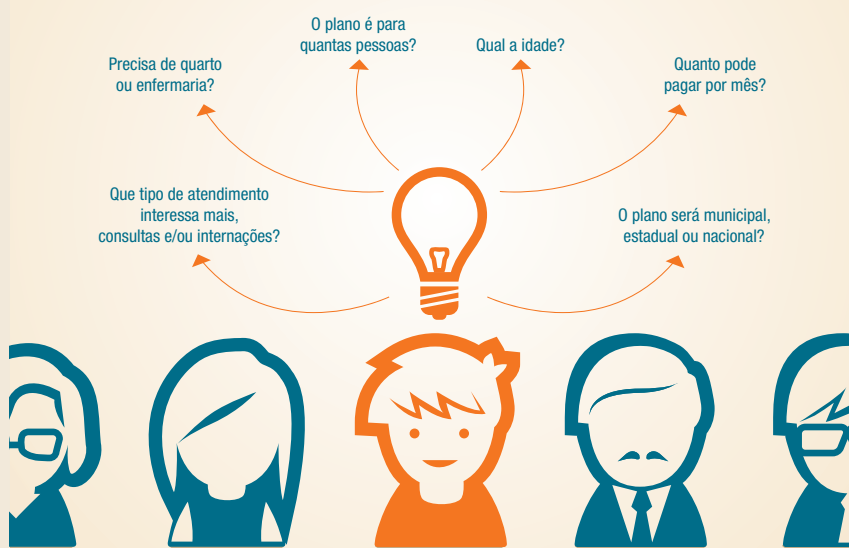 O plano é para
quantas pessoas?
Qual a idade?
Precisa de quarto
ou enfermaria?
Quanto pode
pagar por mês?
Que tipo de atendimento
interessa mais,
consultas e/ou internações?
O plano será municipal,
estadual ou nacional?